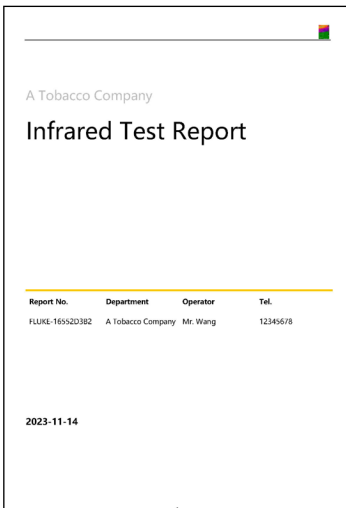 A Tobacco Company
Infrared Test Report
Report No. Department Operator Tel.
FLUKE-16552D382 A Tobacco Company Mr. Wang 12345678
2023-11-14